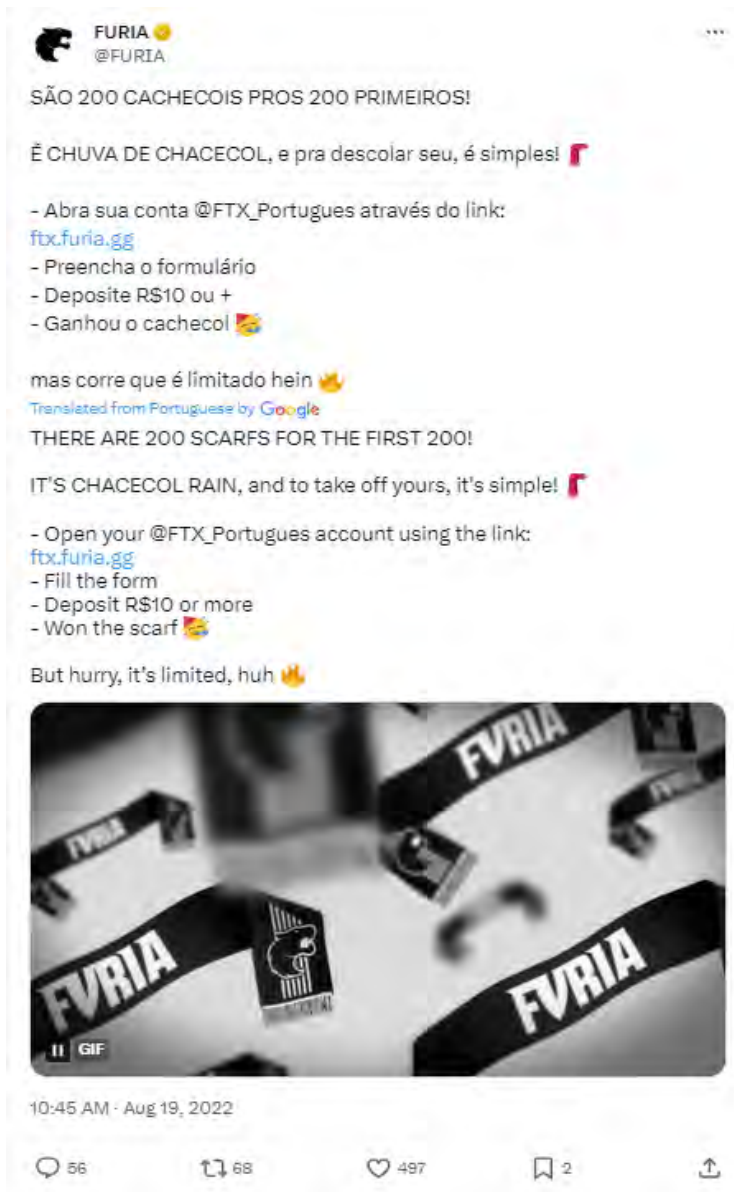 FURIA
@FURIA
SÃO 200 CACHECOIS PROS 200 PRIMEIROS!
É CHUVA DE CHACECOL, e pra descolar seu, é simples!
- Abra sua conta @FTX_Portugues através do link:
ftx.furia.gg
- Preencha o formulário
- Deposite R$10 ou +
- Ganhou o cachecol
mas corre que é limitado hein
Translated from Portuguese by Google
THERE ARE 200 SCARFS FOR THE FIRST 200!
IT'S CHACECOL RAIN, and to take off yours, it's simple!
- Open your @FTX_Portugues account using the link:
ftx.furia.gg
- Fill the form
- Deposit R$10 or more
- Won the scarf
But hurry, it's limited, huh
FURIA
FURIA
FURIA
FURIA
FURIA
GIF
10:45 AM · Aug 19, 2022
56 68 497 2